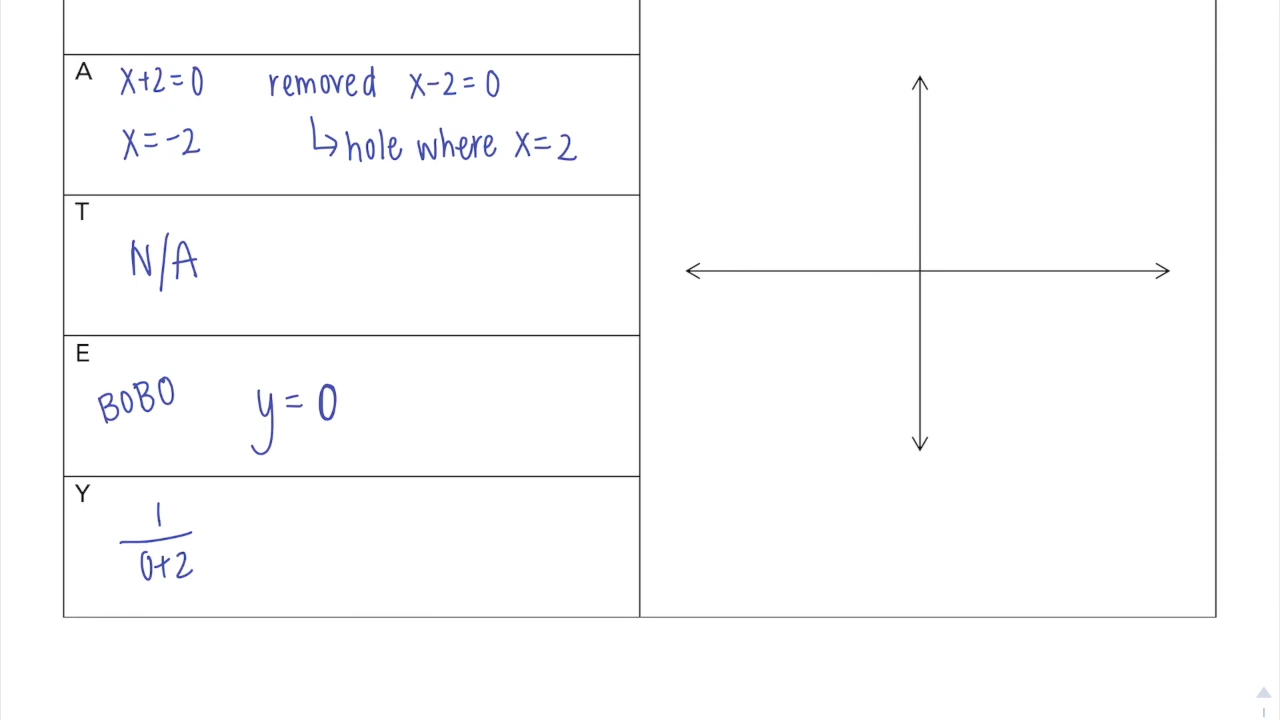 A x+2=0 removed x-2=0
x=-2 ↳hole where x=2
T
N/A
E
BOBO y=0
Y
1
0+2